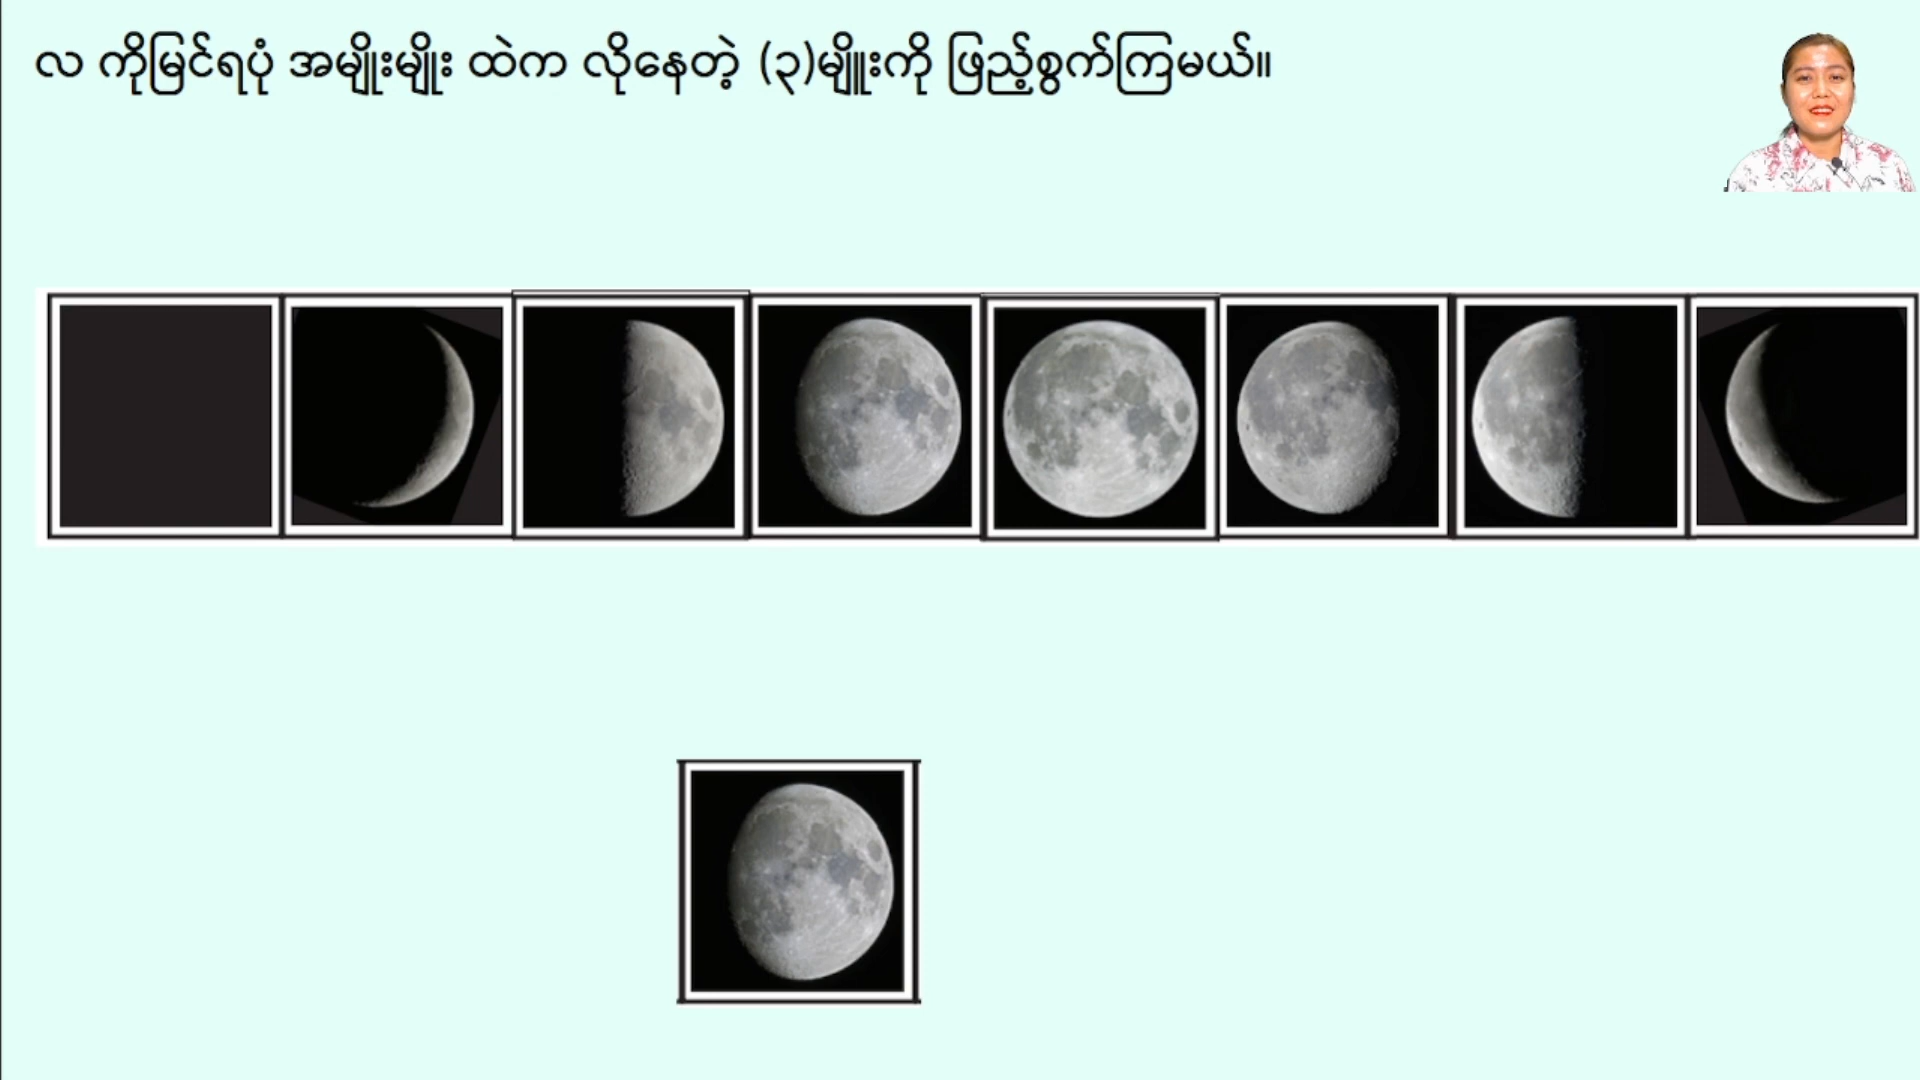 လ ကိုမြင်ရပုံ အမျိုးမျိုး ထဲက လိုနေတဲ့ (၃)မျိူးကို ဖြည့်စွက်ကြမယ်။